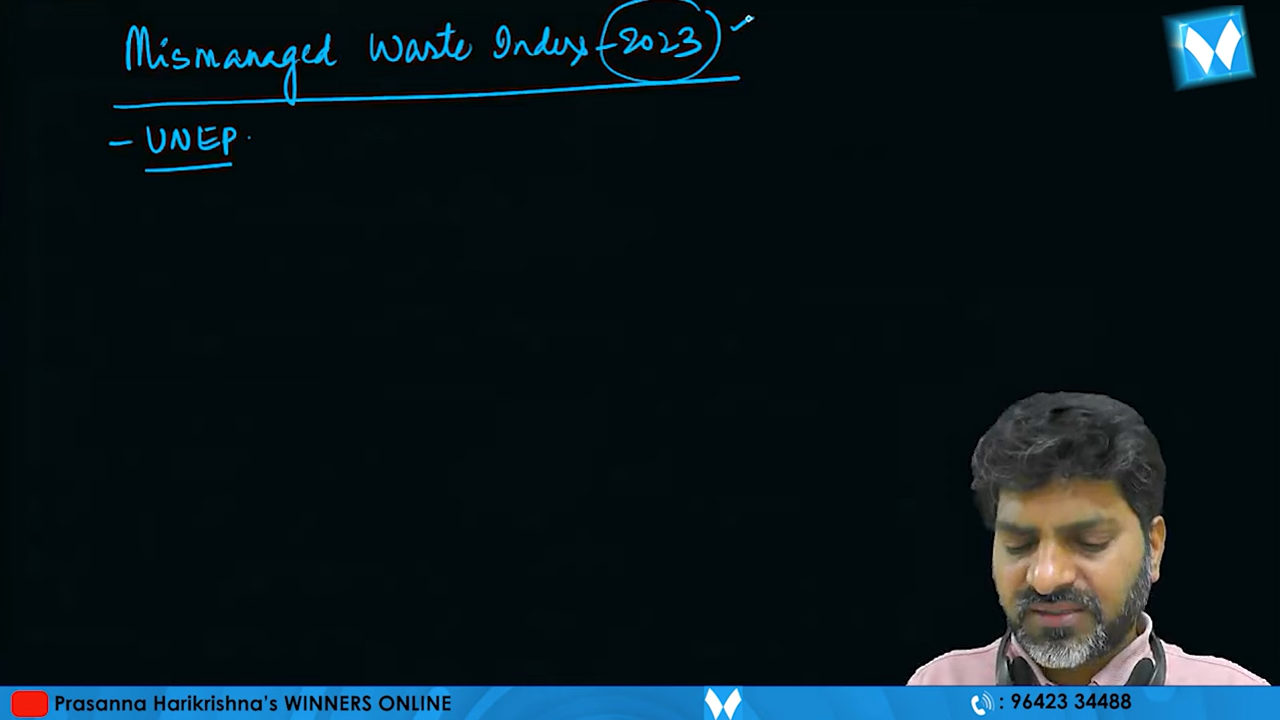 Mismanaged Waste Index - 2023
- UNEP
Prasanna Harikrishna's WINNERS ONLINE
: 96423 34488